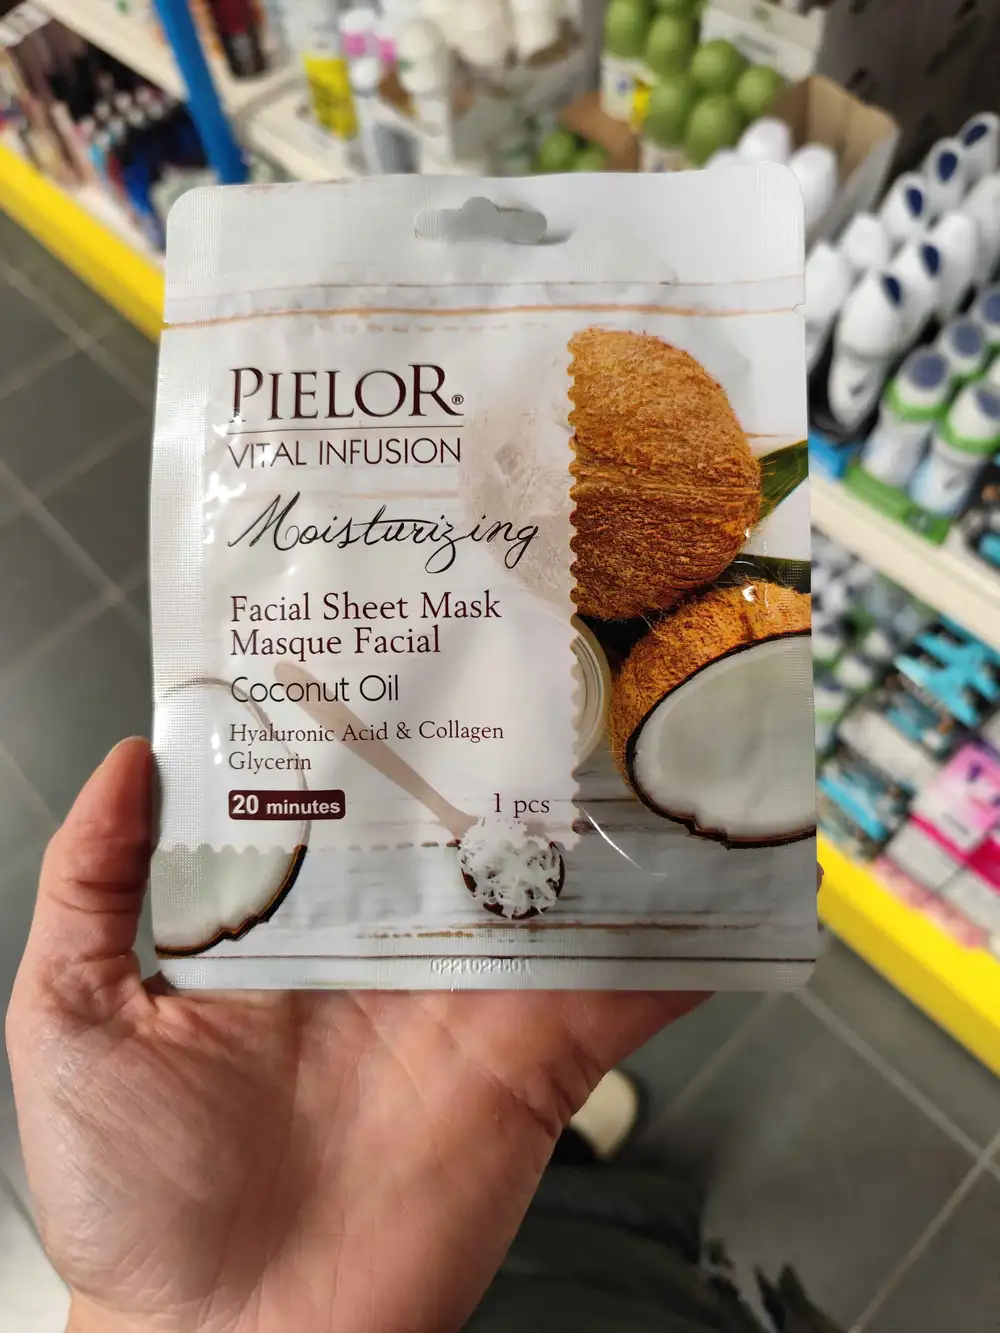 PIELOR®
VITAL INFUSION
Moisturizing
Facial Sheet Mask
Masque Facial
Coconut Oil
Hyaluronic Acid & Collagen
Glycerin
20 minutes
1 pcs